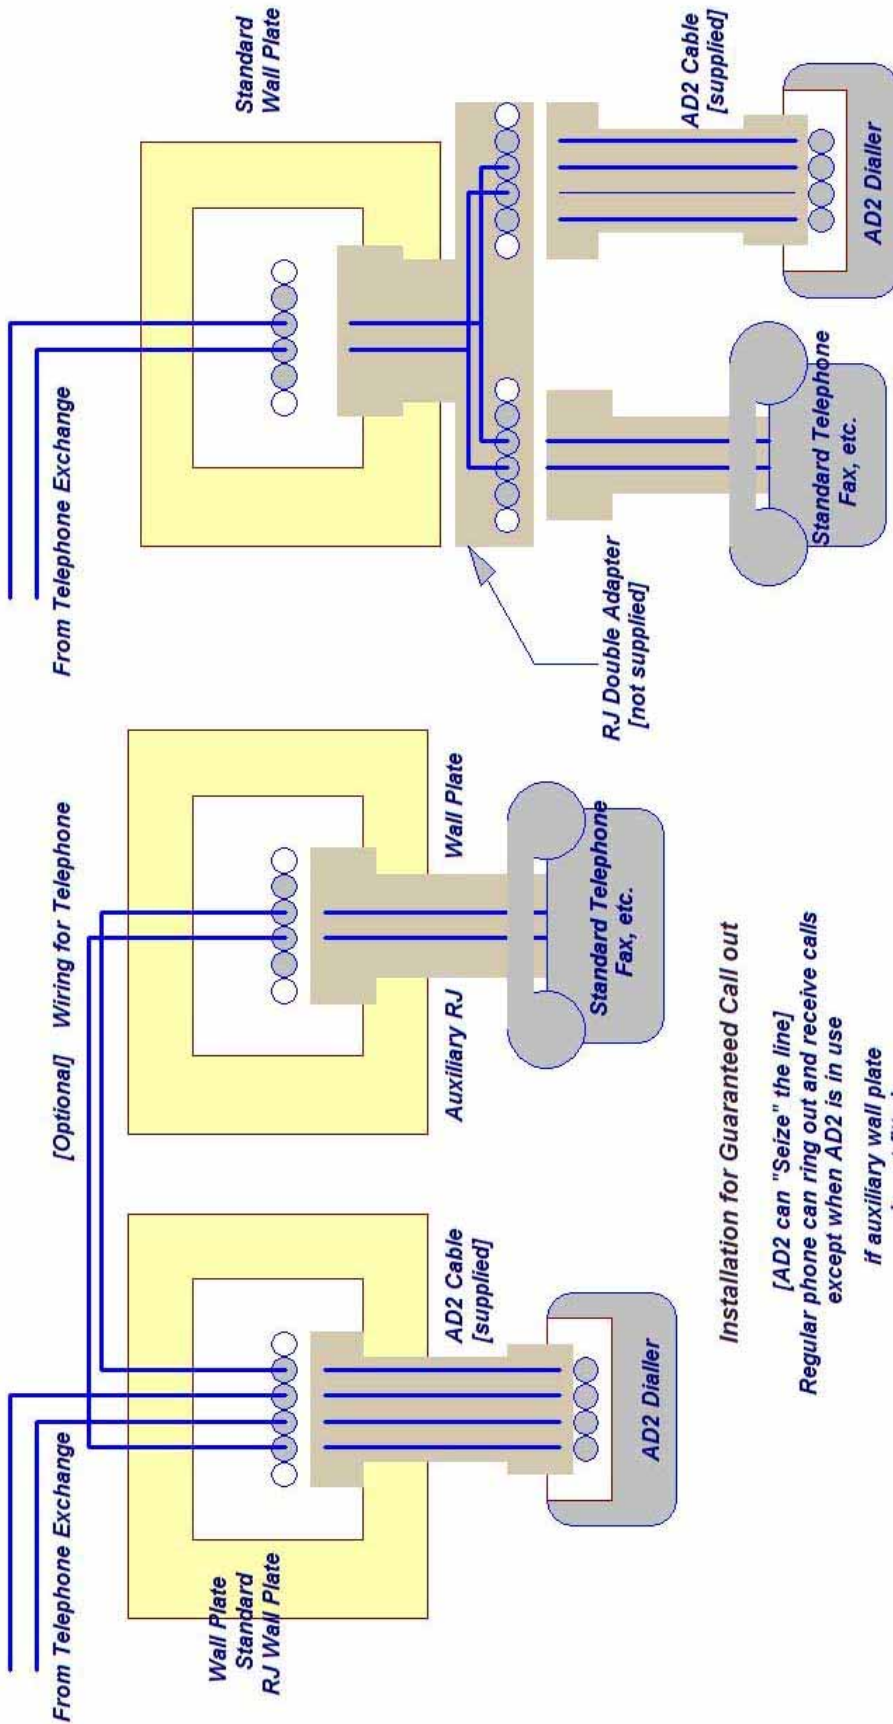 From Telephone Exchange
[Optional] Wiring for Telephone
From Telephone Exchange
Wall Plate
Standard
RJ Wall Plate
AD2 Cable
[supplied]
AD2 Dialler
Auxiliary RJ Wall Plate
Standard Telephone
Fax, etc.
Standard
Wall Plate
RJ Double Adapter
[not supplied]
Standard Telephone
Fax, etc.
AD2 Cable
[supplied]
AD2 Dialler
Installation for Guaranteed Call out
[AD2 can "Seize" the line]
Regular phone can ring out and receive calls
except when AD2 is in use
if auxiliary wall plate